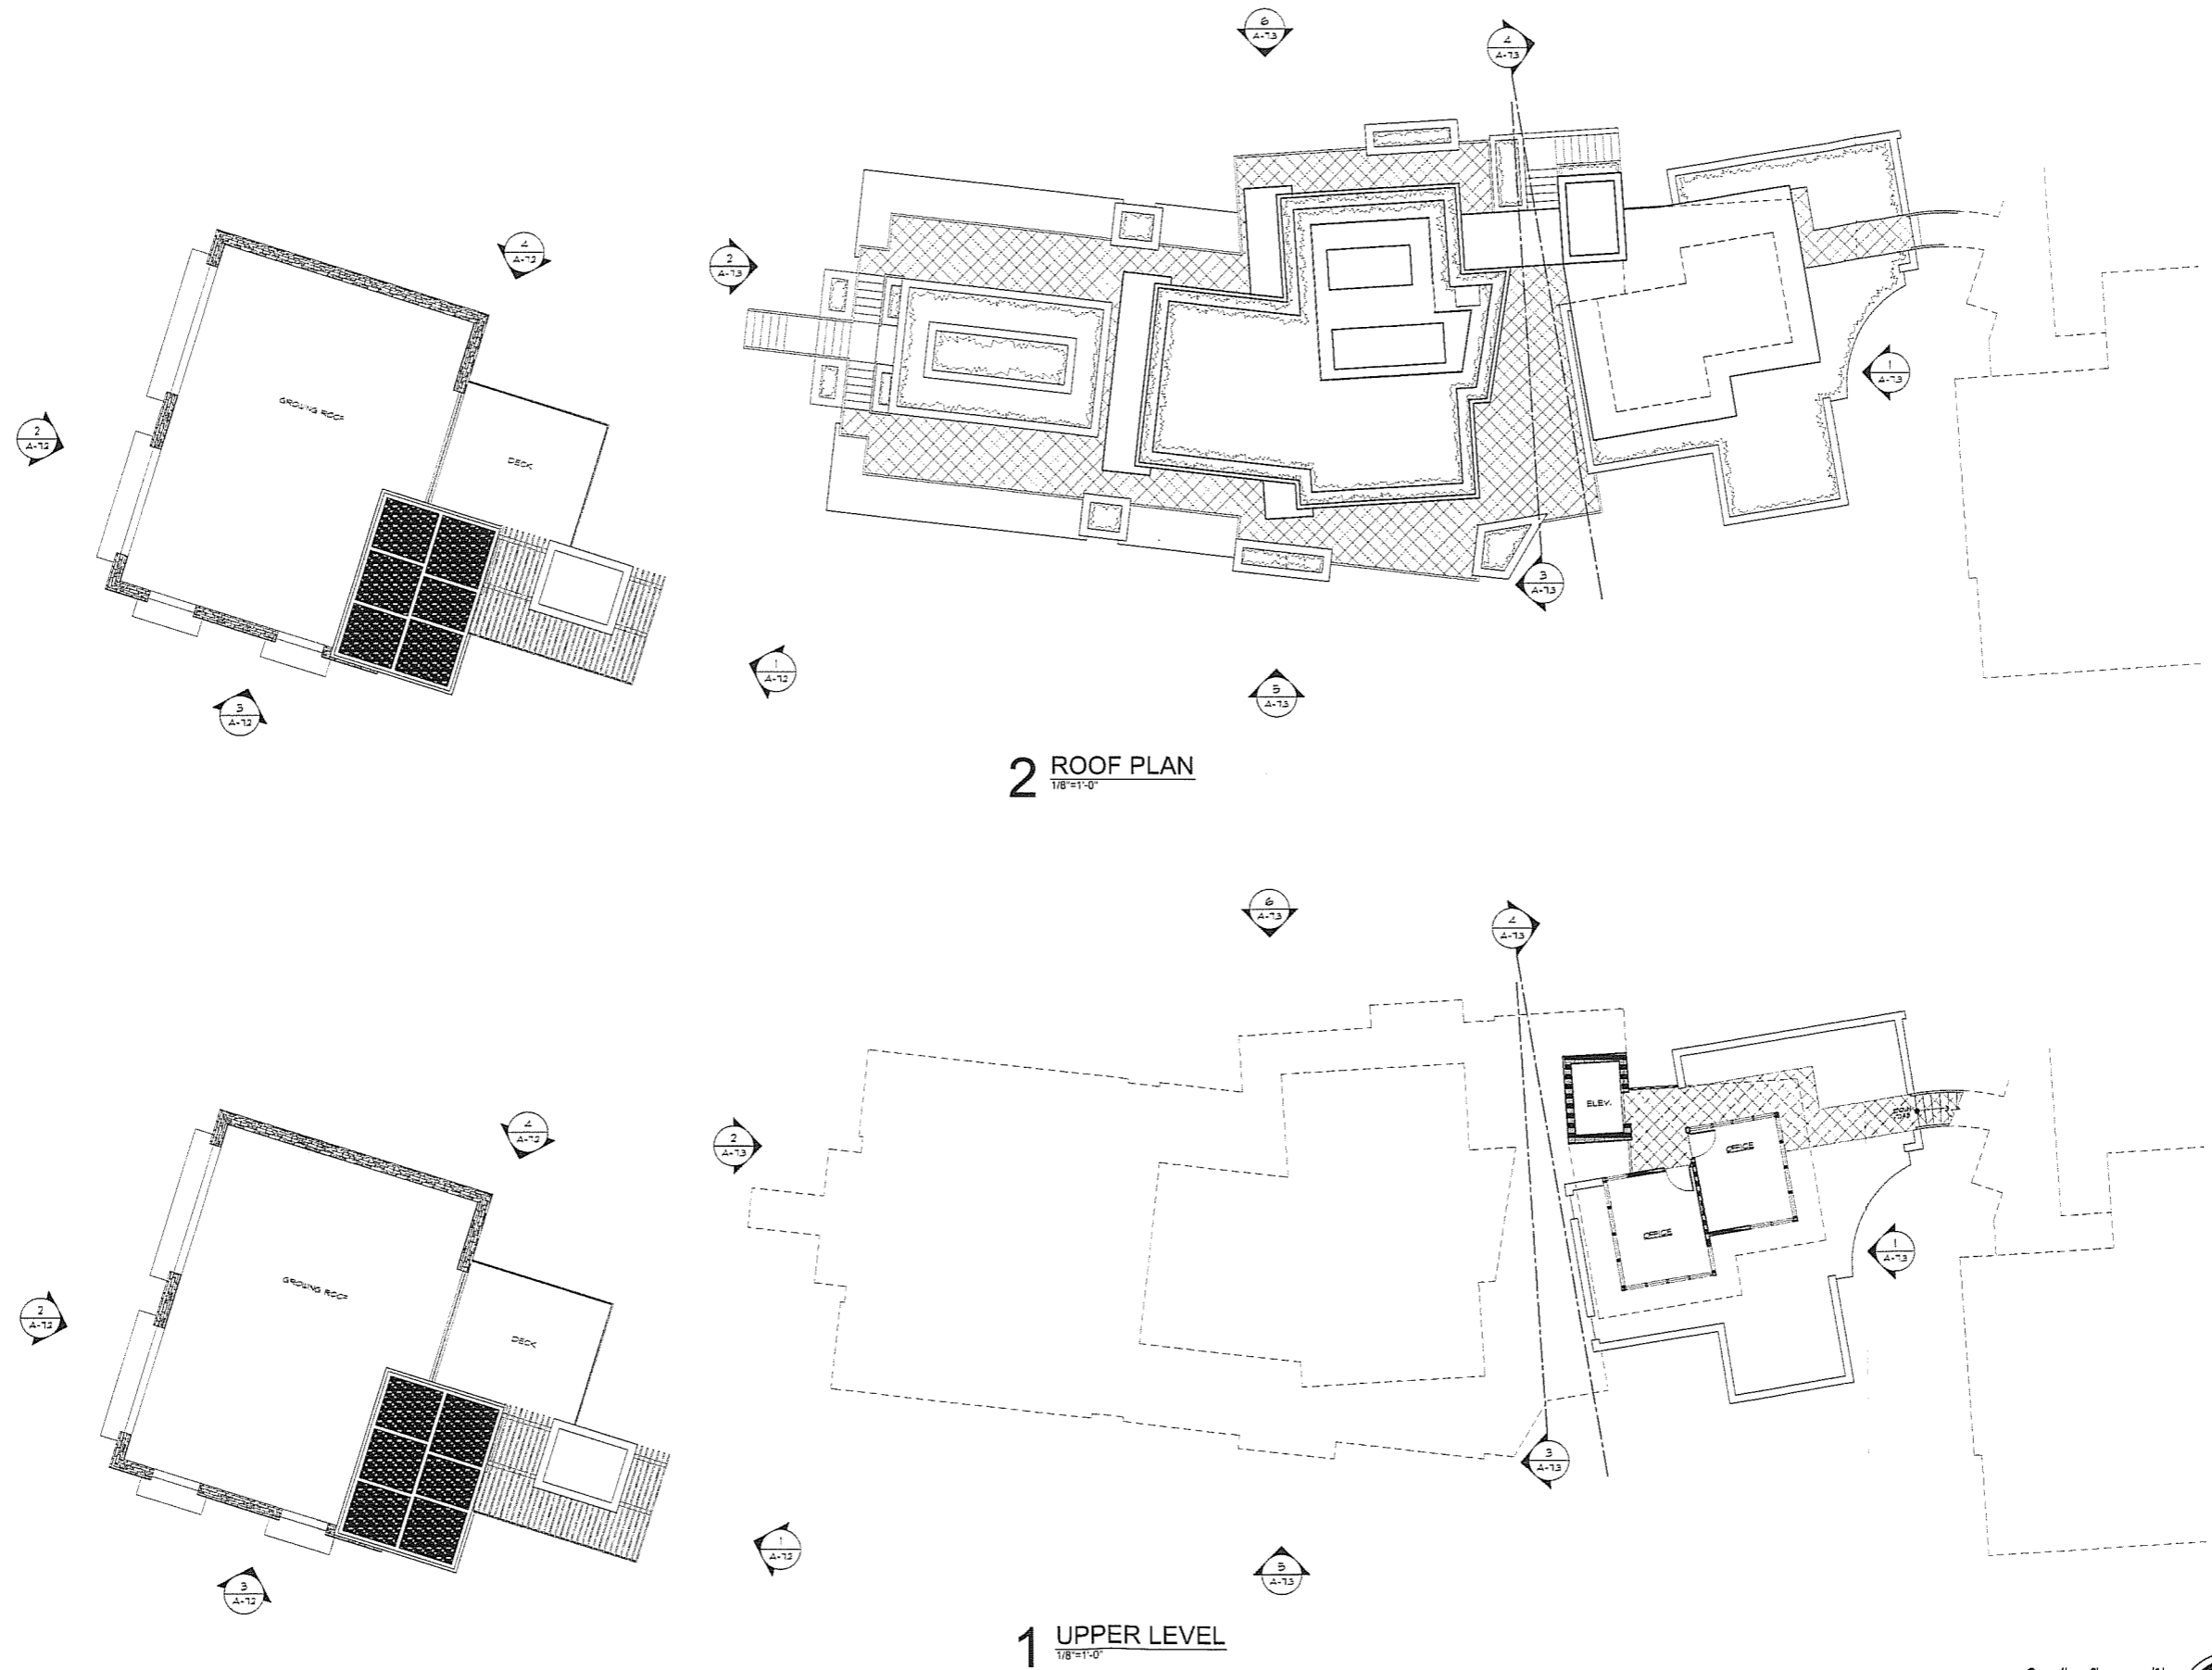 6
A-7.3
4
A-7.3
4
A-7.2
2
A-7.3
GROWING ROOF
1
A-7.3
2
A-7.2
DECK
3
A-7.3
1
A-7.2
5
A-7.3
3
A-7.2
2 ROOF PLAN
1/8"=1'-0"
6
A-7.3
4
A-7.3
ELEV.
4
A-7.2
2
A-7.3
OFFICE
OFFICE
1
A-7.3
GROWING ROOF
2
A-7.2
DECK
3
A-7.3
1
A-7.2
5
A-7.3
3
A-7.2
1 UPPER LEVEL
1/8"=1'-0"